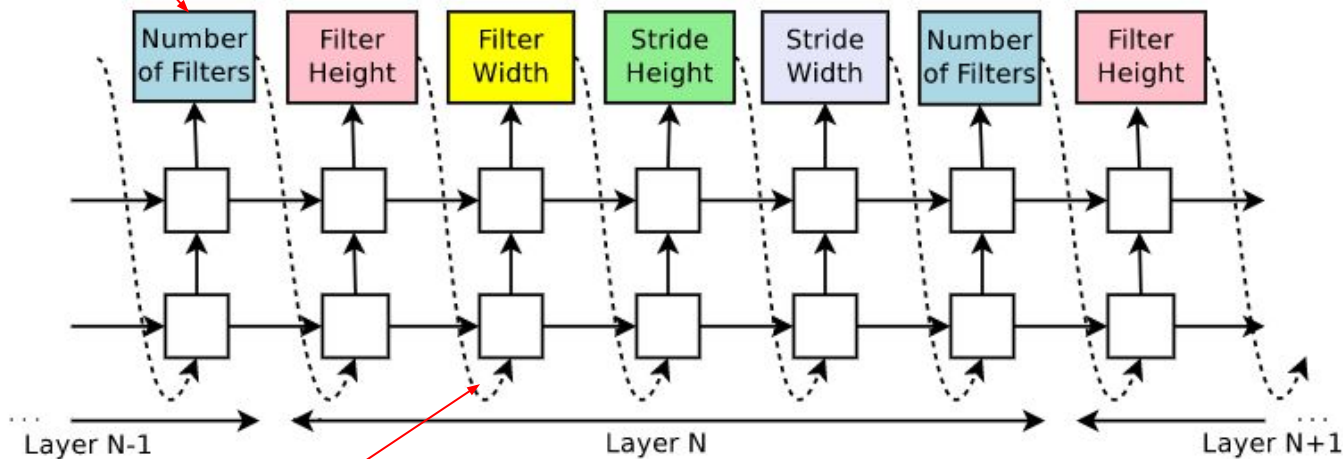 Number
of Filters
Filter
Height
Filter
Width
Stride
Height
Stride
Width
Number
of Filters
Filter
Height
...
Layer N-1
Layer N
...
Layer N+1